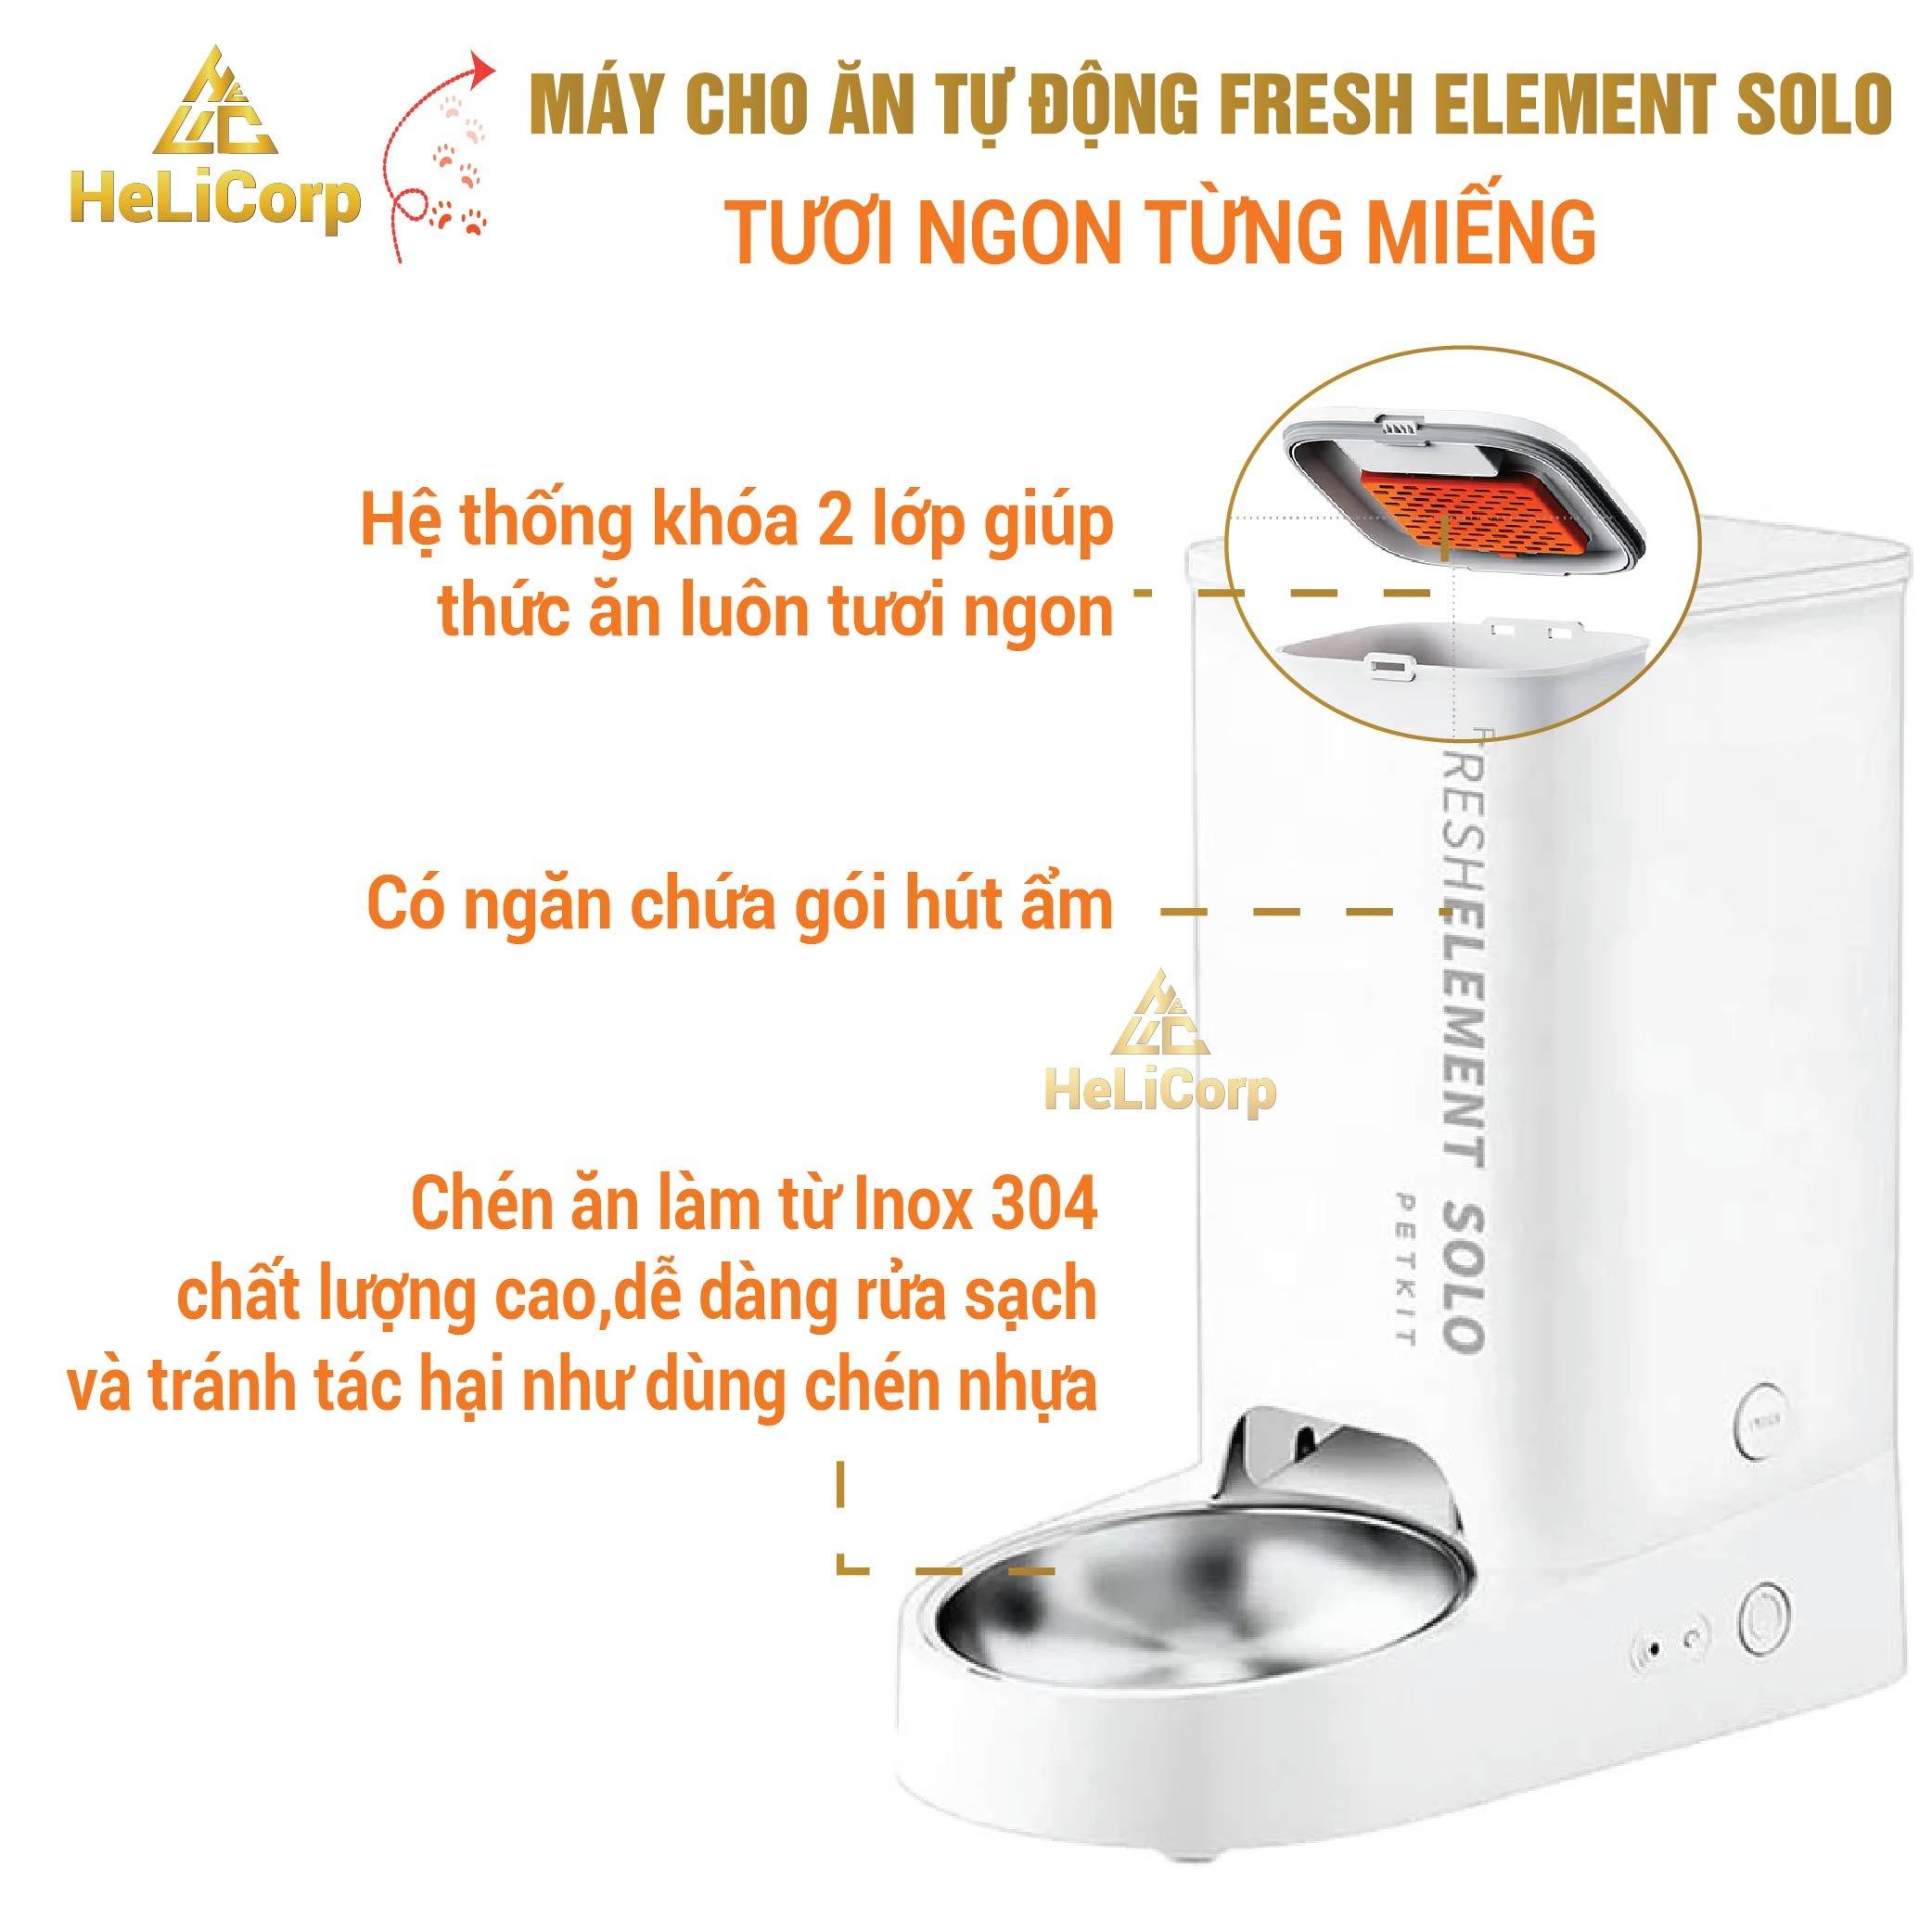 HELC
HeLiCorp
MÁY CHO ĂN TỰ ĐỘNG FRESH ELEMENT SOLO
TƯƠI NGON TỪNG MIẾNG
Hệ thống khóa 2 lớp giúp
thức ăn luôn tươi ngon
Có ngăn chứa gói hút ẩm
HELC
HeLiCorp
Chén ăn làm từ Inox 304
chất lượng cao,dễ dàng rửa sạch
và tránh tác hại như dùng chén nhựa
FRESHELEMENT SOLO
PETKIT